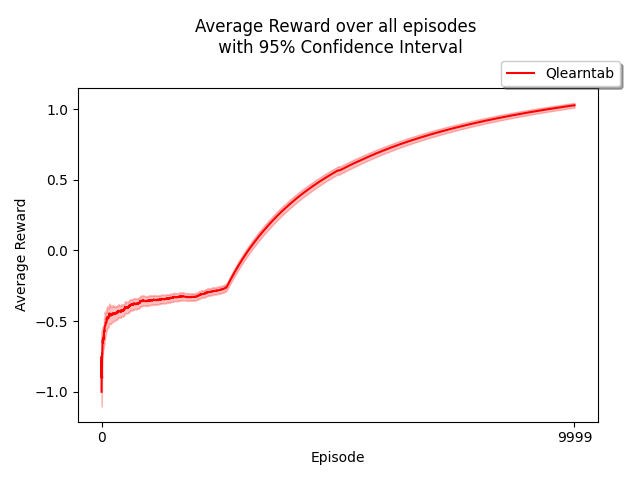 Average Reward over all episodes
with 95% Confidence Interval
Qlearntab
1.0
0.5
0.0
−0.5
−1.0
Average Reward
0
9999
Episode